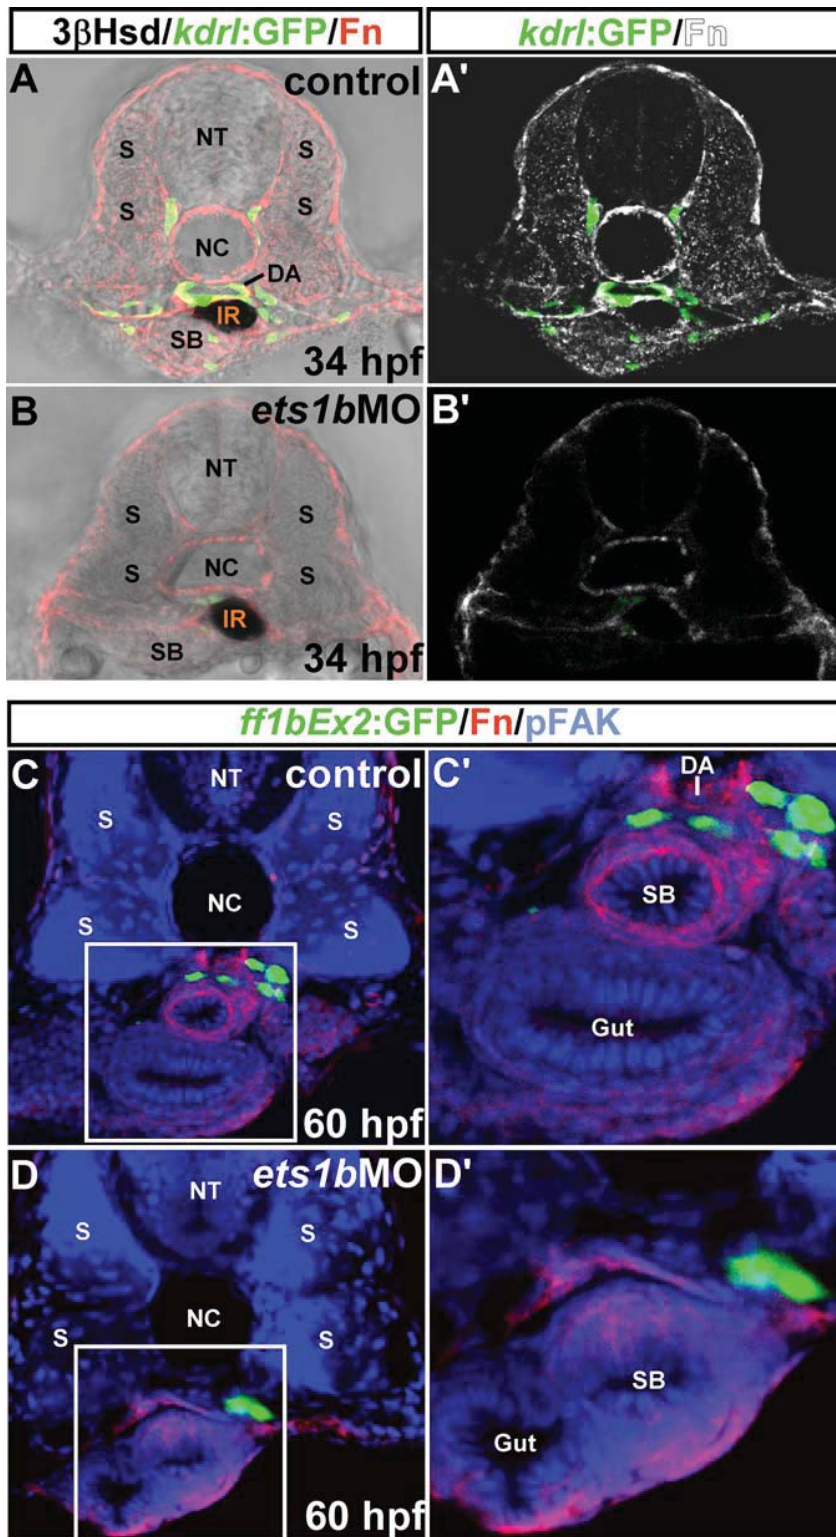 3βHsd/kdrl:GFP/Fn
kdrl:GFP/Fn
A
control
S
NT
S
S
S
NC
DA
IR
SB
34 hpf
A'
B
ets1bMO
NT
S
S
S
NC
S
IR
SB
34 hpf
B'
ff1bEx2:GFP/Fn/pFAK
C
NT
control
S
S
NC
S
S
60 hpf
C'
DA
SB
Gut
D
NT
ets1bMO
S
S
NC
S
S
60 hpf
D'
SB
Gut